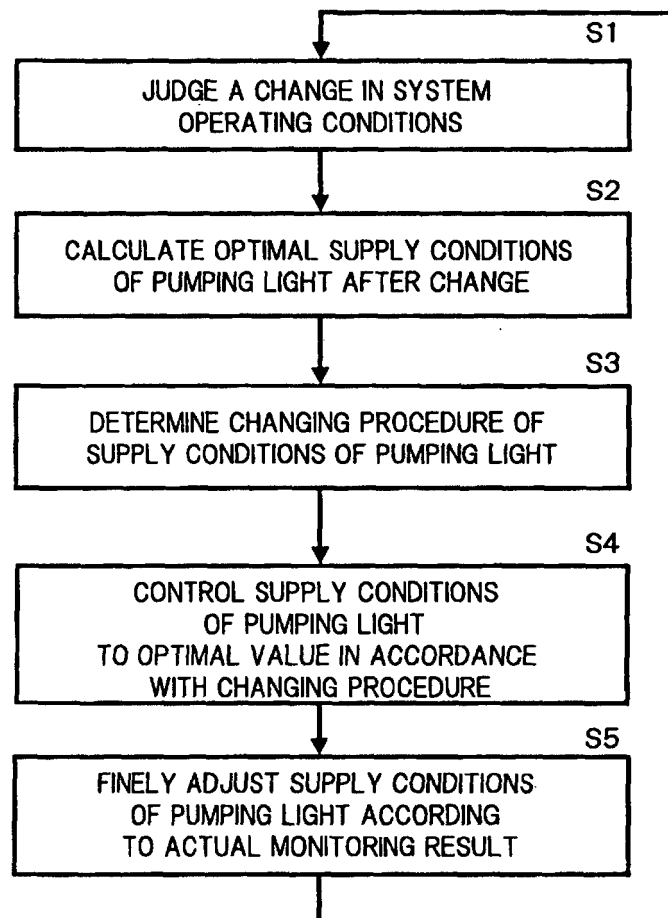 S1
JUDGE A CHANGE IN SYSTEM
OPERATING CONDITIONS
S2
CALCULATE OPTIMAL SUPPLY CONDITIONS
OF PUMPING LIGHT AFTER CHANGE
S3
DETERMINE CHANGING PROCEDURE OF
SUPPLY CONDITIONS OF PUMPING LIGHT
S4
CONTROL SUPPLY CONDITIONS
OF PUMPING LIGHT
TO OPTIMAL VALUE IN ACCORDANCE
WITH CHANGING PROCEDURE
S5
FINELY ADJUST SUPPLY CONDITIONS
OF PUMPING LIGHT ACCORDING
TO ACTUAL MONITORING RESULT